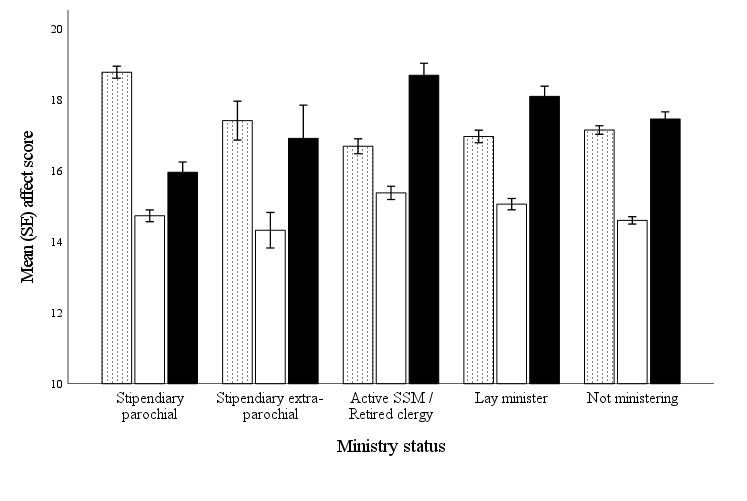 20
18
16
14
12
10
Mean (SE) affect score
Stipendiary
parochial
Stipendiary extra-
parochial
Active SSM /
Retired clergy
Lay minister
Not ministering
Ministry status